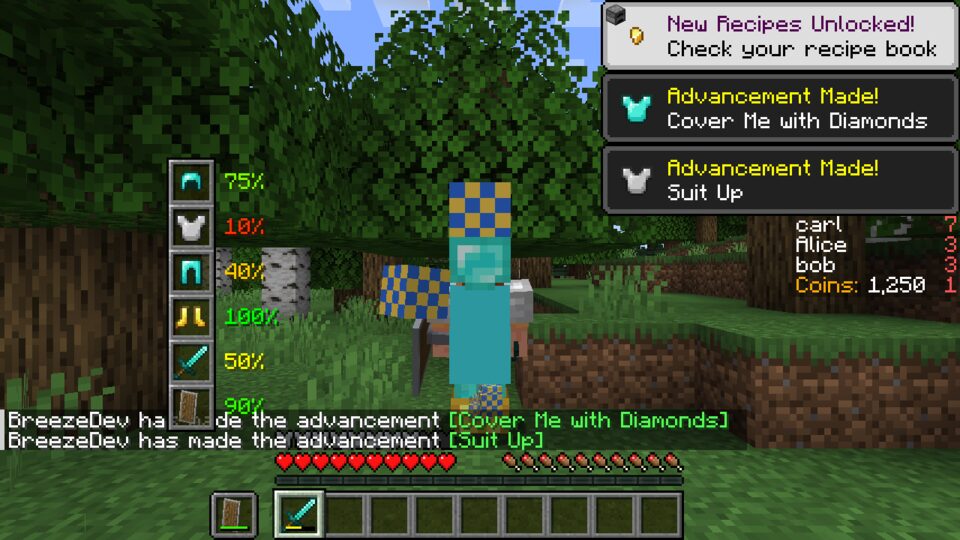 New Recipes Unlocked!
Check your recipe book
Advancement Made!
Cover Me with Diamonds
Advancement Made!
Suit Up
75%
10%
40%
100%
50%
90%
carl 7
Alice 3
bob 3
Coins: 1,250 1
BreezeDev ha de the advancement [Cover Me with Diamonds]
BreezeDev has made the advancement [Suit Up]